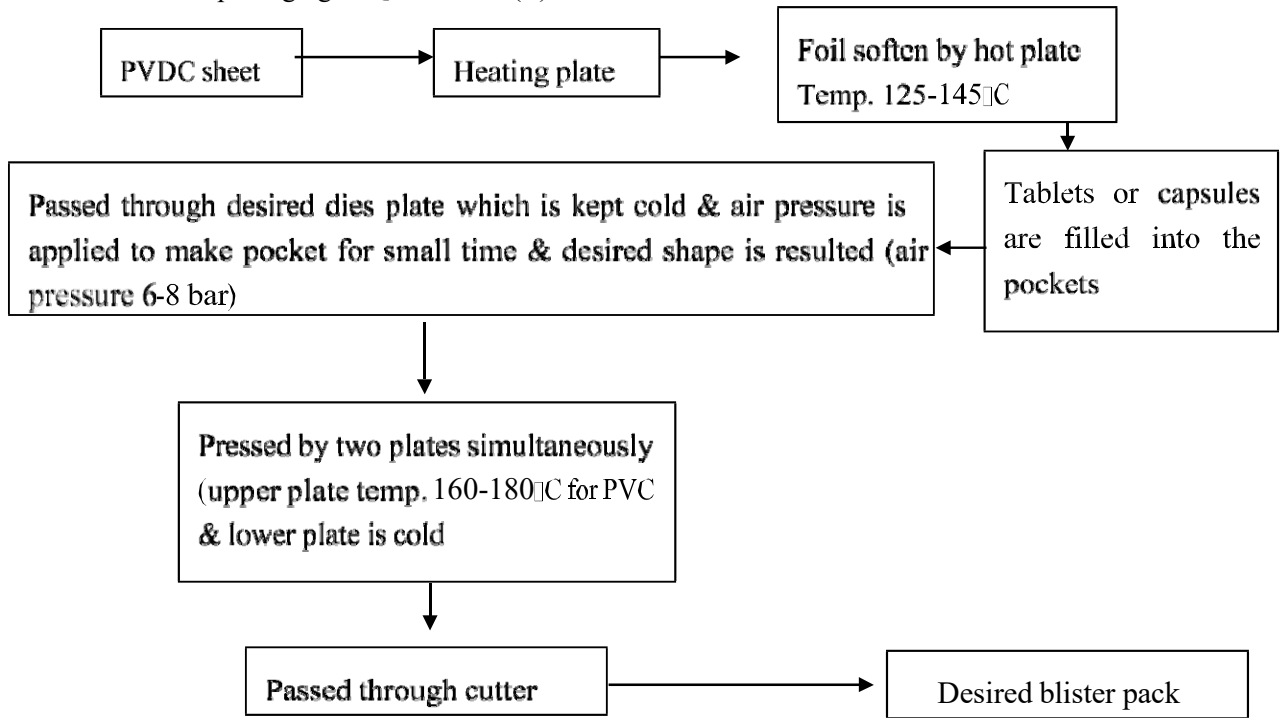 PVDC sheet
Heating plate
Foil soften by hot plate
Temp. 125-145▯C
Tablets or capsules
are filled into the
pockets
Passed through desired dies plate which is kept cold & air pressure is
applied to make pocket for small time & desired shape is resulted (air
pressure 6-8 bar)
Pressed by two plates simultaneously
(upper plate temp. 160-180▯C for PVC
& lower plate is cold
Passed through cutter
Desired blister pack